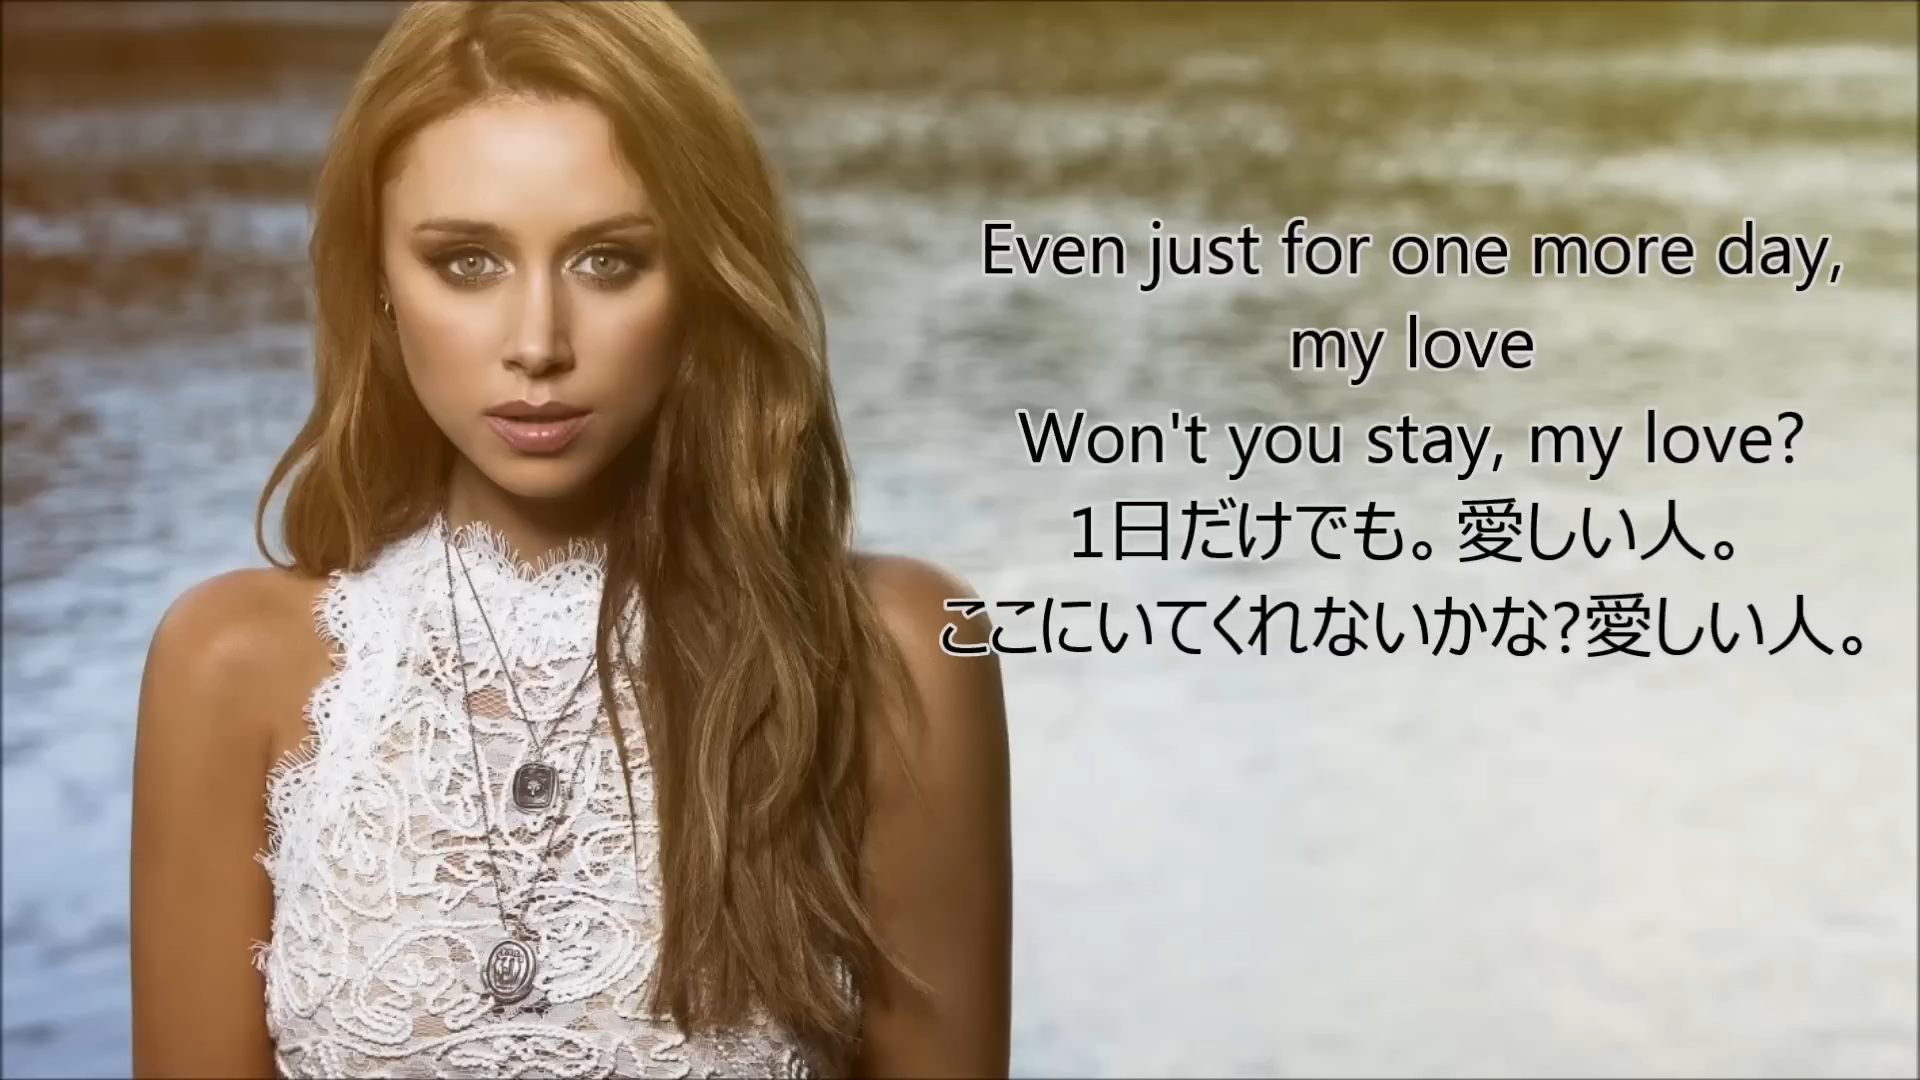 Even just for one more day,
my love
Won't you stay, my love?
1日だけでも。愛しい人。
ここにいてくれないかな?愛しい人。